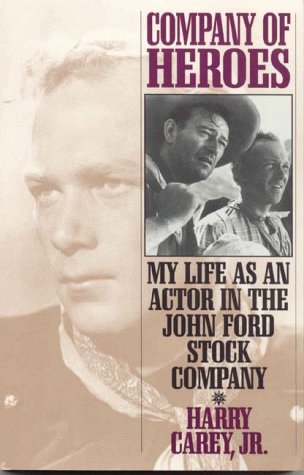 COMPANY OF
HEROES
MY LIFE AS AN
ACTOR IN THE
JOHN FORD
STOCK
COMPANY
HARRY
CAREY, JR.